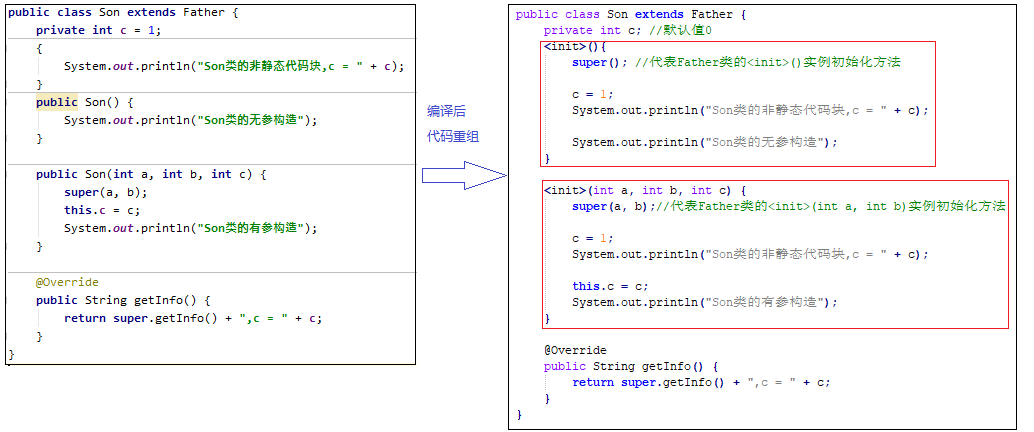 public class Son extends Father {
    private int c = 1;
    {
        System.out.println("Son类的非静态代码块,c = " + c);
    }
    public Son() {
        System.out.println("Son类的无参构造");
    }
    public Son(int a, int b, int c) {
        super(a, b);
        this.c = c;
        System.out.println("Son类的有参构造");
    }
    @Override
    public String getInfo() {
        return super.getInfo() + ",c = " + c;
    }
}
编译后
代码重组
public class Son extends Father {
    private int c; //默认值0
    <init>(){
        super(); //代表Father类的<init>()实例初始化方法
        c = 1;
        System.out.println("Son类的非静态代码块,c = " + c);
        System.out.println("Son类的无参构造");
    }
    <init>(int a, int b, int c) {
        super(a, b);//代表Father类的<init>(int a, int b)实例初始化方法
        c = 1;
        System.out.println("Son类的非静态代码块,c = " + c);
        this.c = c;
        System.out.println("Son类的有参构造");
    }
    @Override
    public String getInfo() {
        return super.getInfo() + ",c = " + c;
    }
}